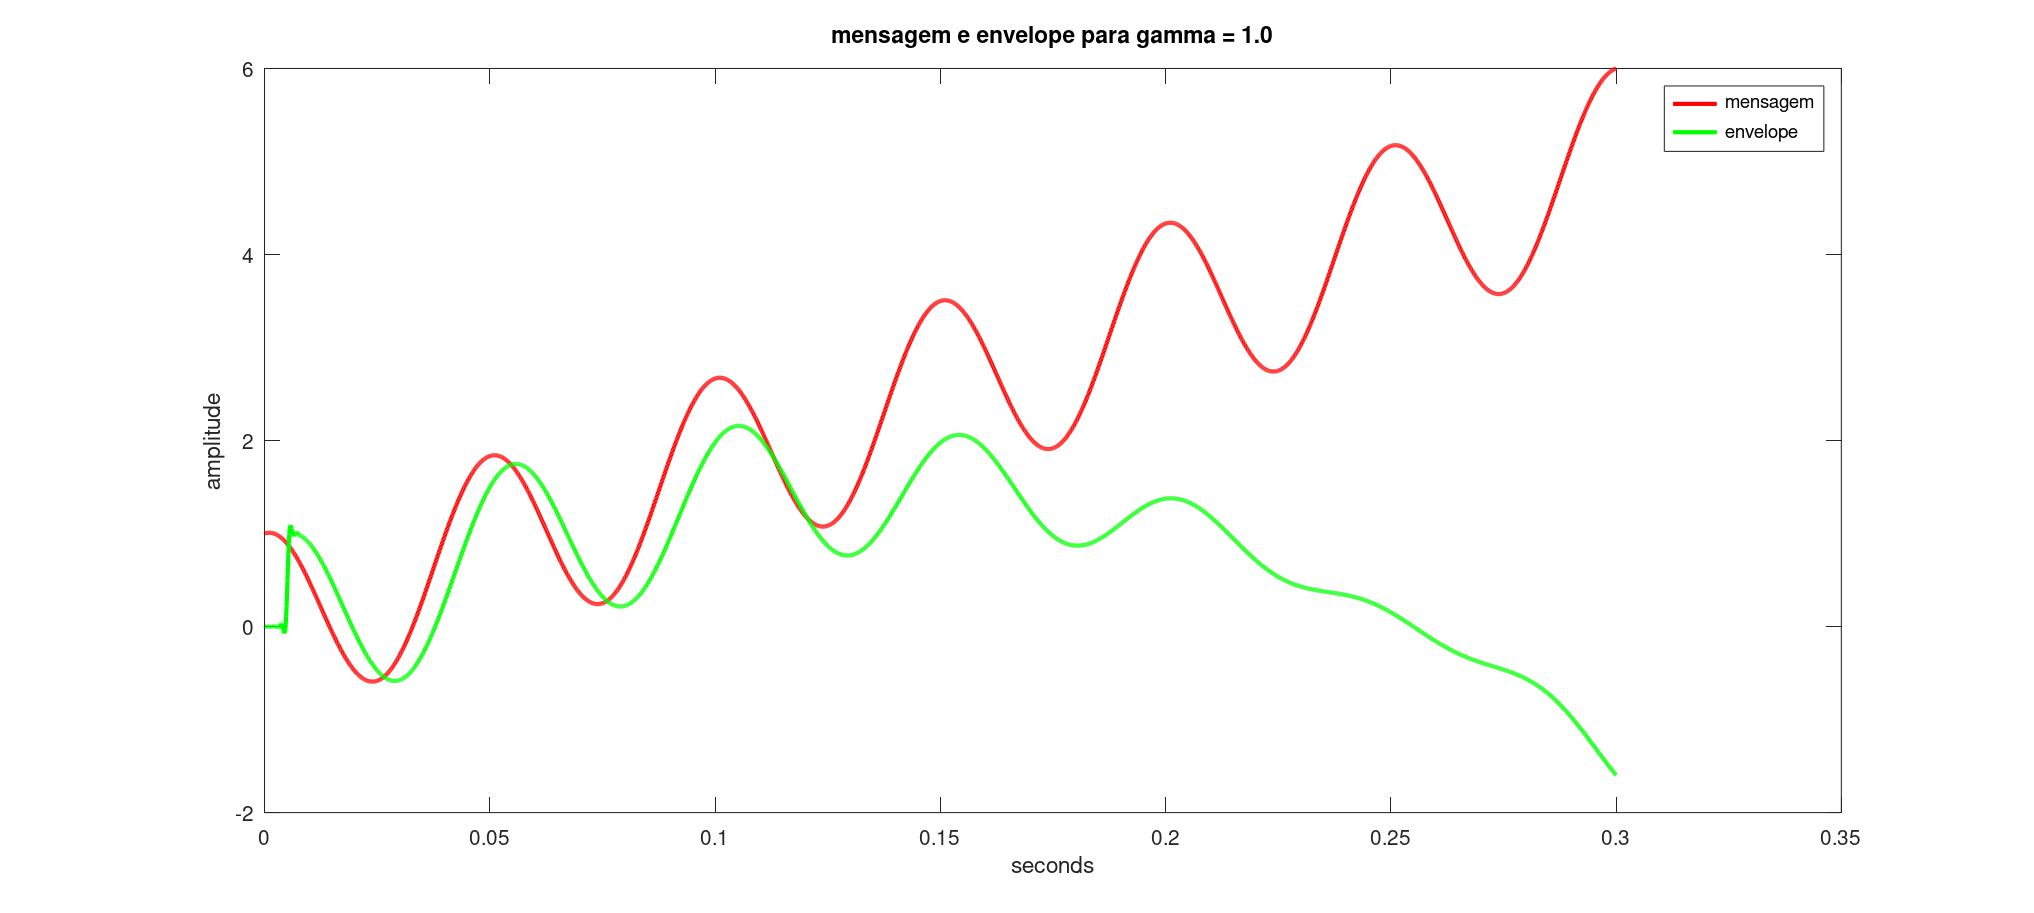 mensagem e envelope para gamma = 1.0
mensagem
envelope
amplitude
6
4
2
0
-2
0 0.05 0.1 0.15 0.2 0.25 0.3 0.35
seconds